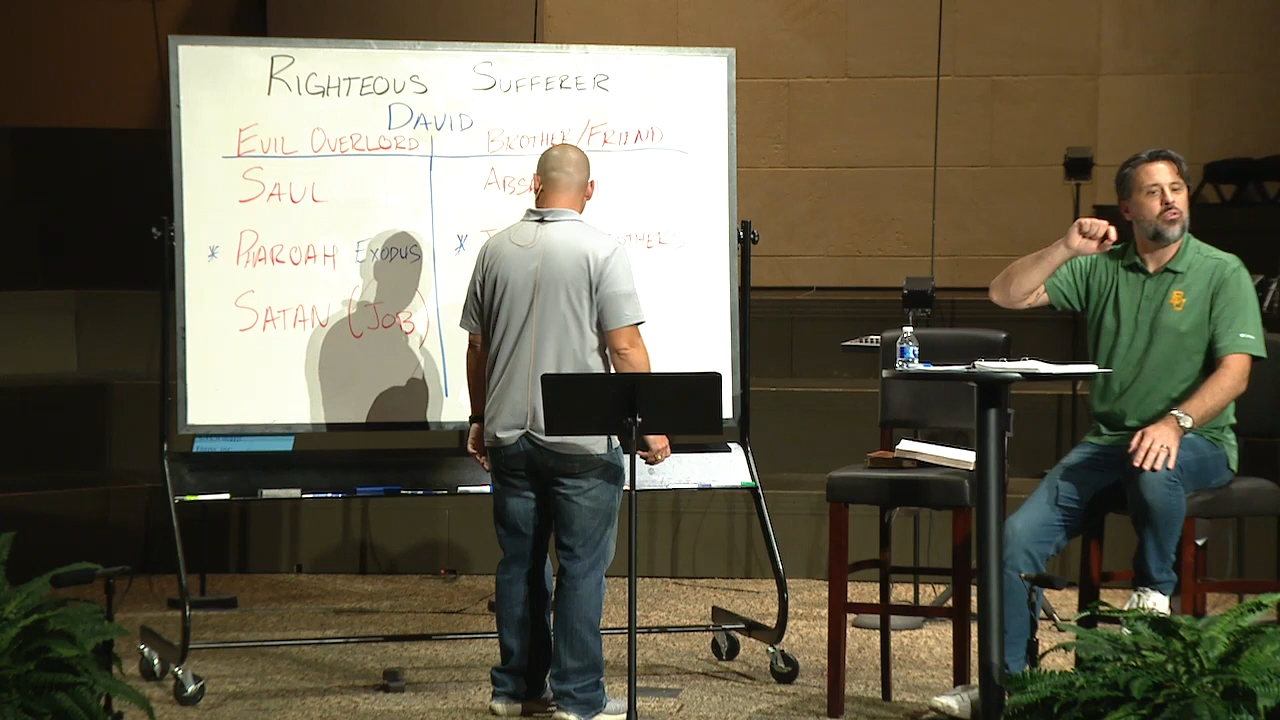 RIGHTEOUS SUFFERER
DAVID
EVIL OVERLORD BROTHER/FRIEND
SAUL
* PHAROAH EXODUS *
SATAN (JOB)